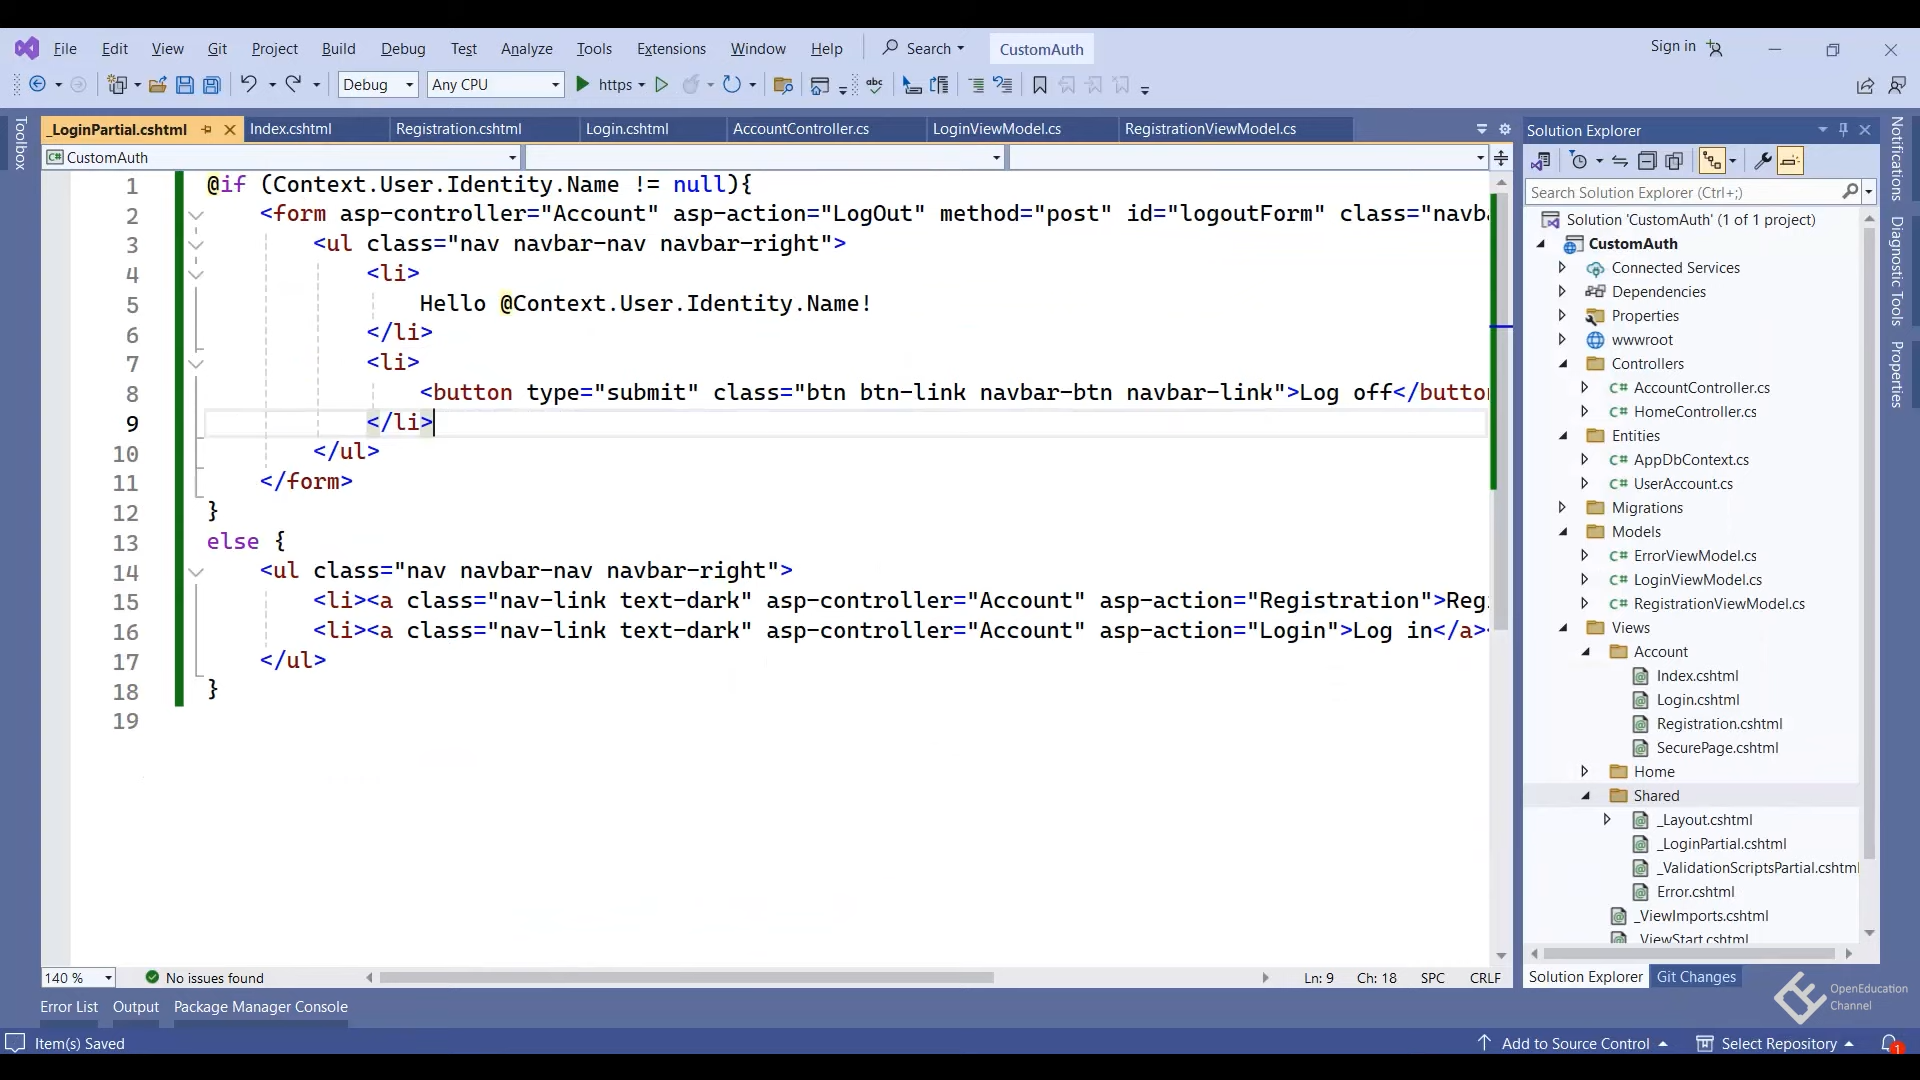 File Edit View Git Project Build Debug Test Analyze Tools Extensions Window Help Search CustomAuth Sign in
Debug Any CPU https abc
Toolbox
_LoginPartial.cshtml Index.cshtml Registration.cshtml Login.cshtml AccountController.cs LoginViewModel.cs RegistrationViewModel.cs
C# CustomAuth
1 @if (Context.User.Identity.Name != null){
2 <form asp-controller="Account" asp-action="LogOut" method="post" id="logoutForm" class="navba
3 <ul class="nav navbar-nav navbar-right">
4 <li>
5 Hello @Context.User.Identity.Name!
6 </li>
7 <li>
8 <button type="submit" class="btn btn-link navbar-btn navbar-link">Log off</button
9 </li>
10 </ul>
11 </form>
12 }
13 else {
14 <ul class="nav navbar-nav navbar-right">
15 <li><a class="nav-link text-dark" asp-controller="Account" asp-action="Registration">Reg
16 <li><a class="nav-link text-dark" asp-controller="Account" asp-action="Login">Log in</a><
17 </ul>
18 }
19
140 % No issues found Ln: 9 Ch: 18 SPC CRLF
Error List Output Package Manager Console
Item(s) Saved
Solution Explorer
Search Solution Explorer (Ctrl+;)
Solution 'CustomAuth' (1 of 1 project)
CustomAuth
Connected Services
Dependencies
Properties
wwwroot
Controllers
C# AccountController.cs
C# HomeController.cs
Entities
C# AppDbContext.cs
C# UserAccount.cs
Migrations
Models
C# ErrorViewModel.cs
C# LoginViewModel.cs
C# RegistrationViewModel.cs
Views
Account
Index.cshtml
Login.cshtml
Registration.cshtml
SecurePage.cshtml
Home
Shared
_Layout.cshtml
_LoginPartial.cshtml
_ValidationScriptsPartial.cshtml
Error.cshtml
_ViewImports.cshtml
_ViewStart.cshtml
Solution Explorer Git Changes
Notifications
Diagnostic Tools
Properties
OpenEducation
Channel
Add to Source Control Select Repository 1